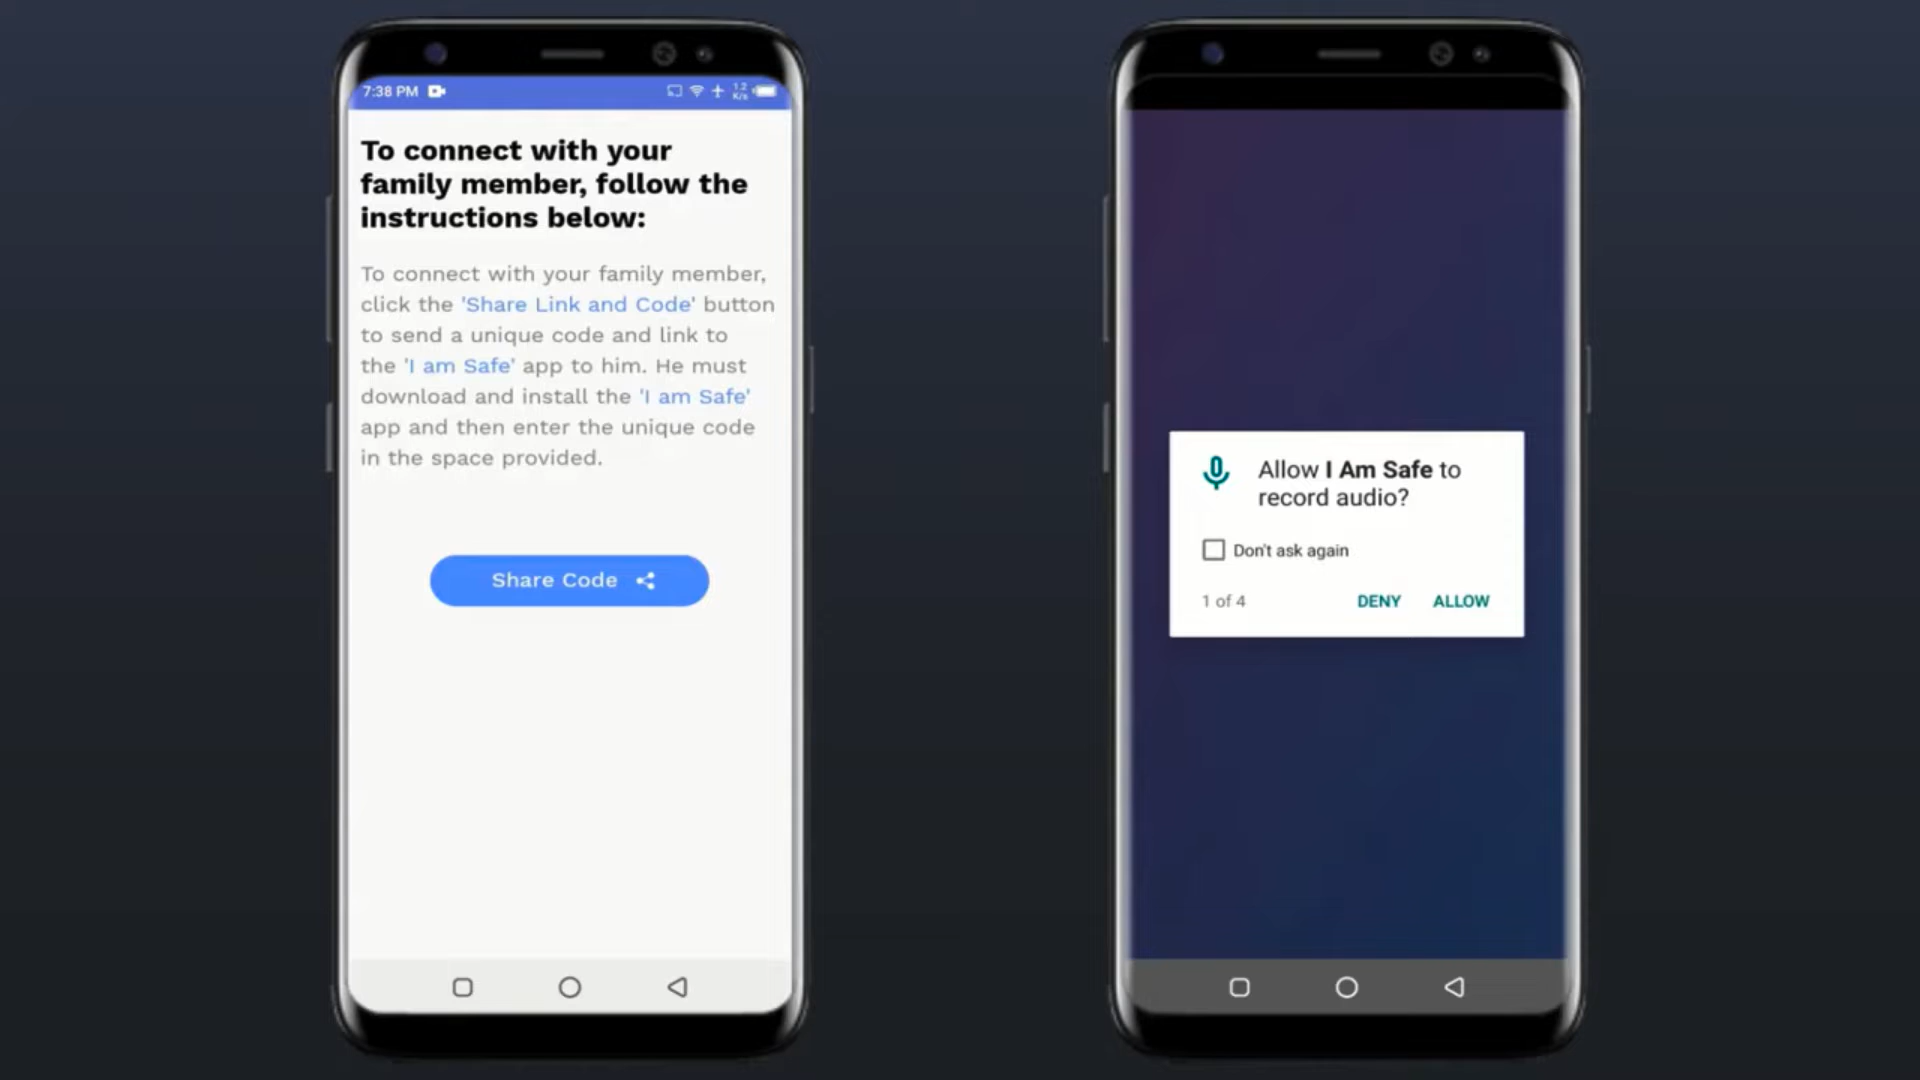 7:38 PM
1.2
K/s
To connect with your
family member, follow the
instructions below:
To connect with your family member,
click the 'Share Link and Code' button
to send a unique code and link to
the 'I am Safe' app to him. He must
download and install the 'I am Safe'
app and then enter the unique code
in the space provided.
Share Code
Allow I Am Safe to
record audio?
Don't ask again
1 of 4 DENY ALLOW